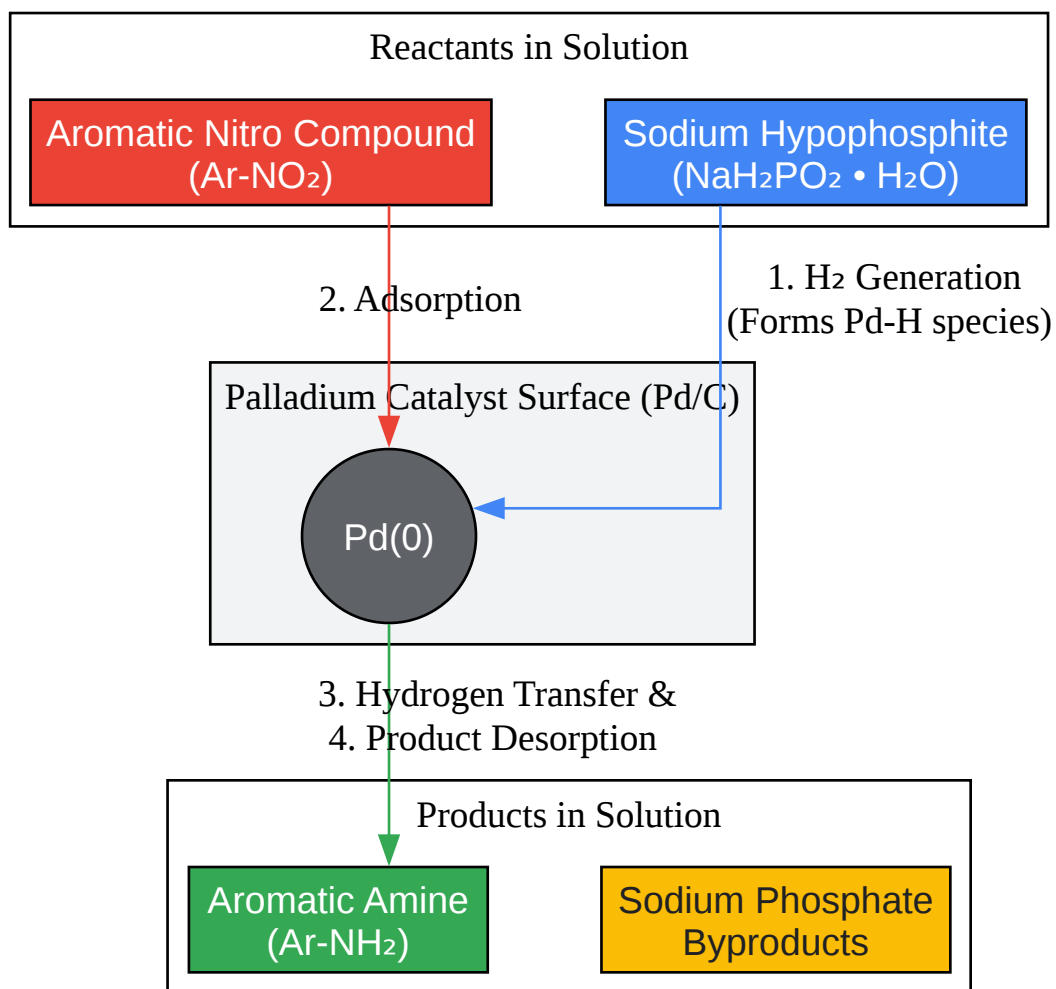 Reactants in Solution
Aromatic Nitro Compound
(Ar-NO₂)
Sodium Hypophosphite
(NaH₂PO₂ • H₂O)
1. H₂ Generation
(Forms Pd-H species)
2. Adsorption
Palladium Catalyst Surface (Pd/C)
Pd(0)
3. Hydrogen Transfer &
4. Product Desorption
Products in Solution
Aromatic Amine
(Ar-NH₂)
Sodium Phosphate
Byproducts